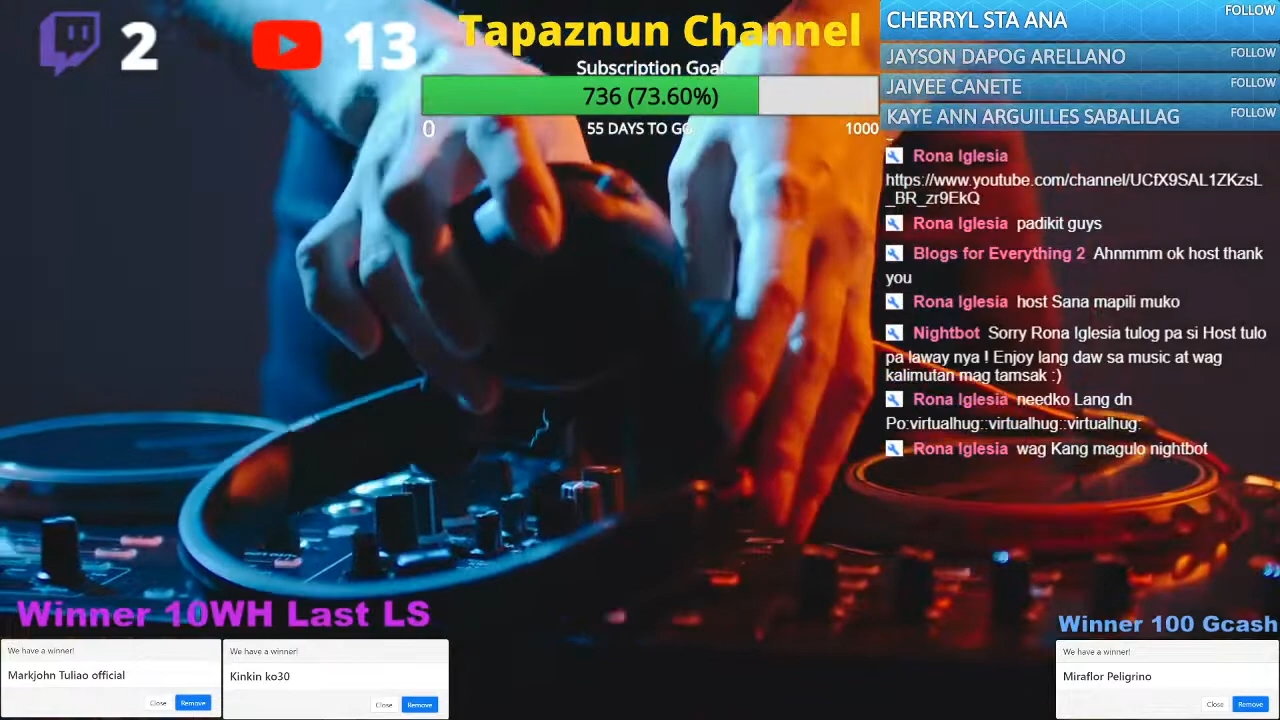 2
13
Tapaznun Channel
Subscription Goal
736 (73.60%)
0
55 DAYS TO GO
1000
CHERRYL STA ANA
FOLLOW
JAYSON DAPOG ARELLANO
FOLLOW
JAIVEE CANETE
FOLLOW
KAYE ANN ARGUILLES SABALILAG
FOLLOW
Rona Iglesia
https://www.youtube.com/channel/UCfX9SAL1ZKzsL
_BR_zr9EkQ
Rona Iglesia padikit guys
Blogs for Everything 2 Ahnmmm ok host thank
you
Rona Iglesia host Sana mapili muko
Nightbot Sorry Rona Iglesia tulog pa si Host tulo
pa laway nya ! Enjoy lang daw sa music at wag
kalimutan mag tamsak :)
Rona Iglesia needko Lang dn
Po:virtualhug::virtualhug::virtualhug:
Rona Iglesia wag Kang magulo nightbot
Winner 10WH Last LS
We have a winner!
Markjohn Tuliao official
Close
Remove
We have a winner!
Kinkin ko30
Close
Remove
Winner 100 Gcash
We have a winner!
Miraflor Peligrino
Close
Remove